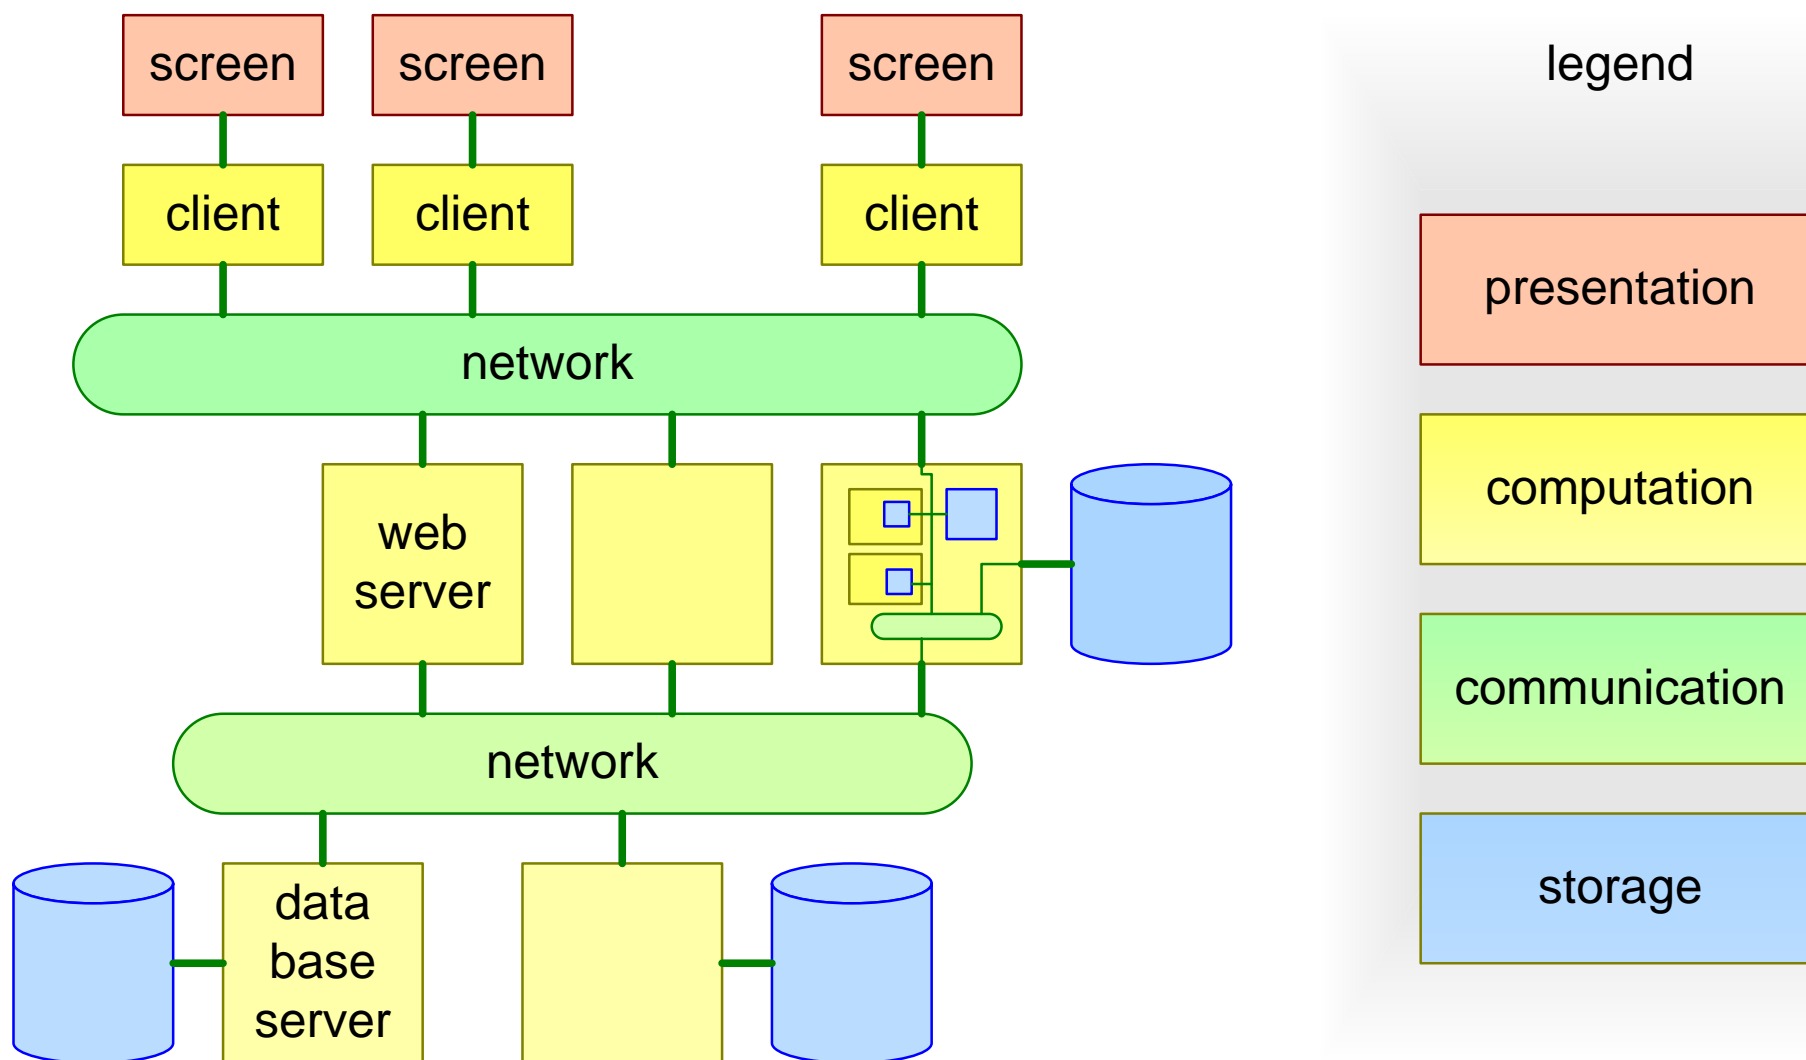 screen
screen
screen
legend
client
client
client
presentation
network
computation
web
server
communication
network
storage
data
base
server